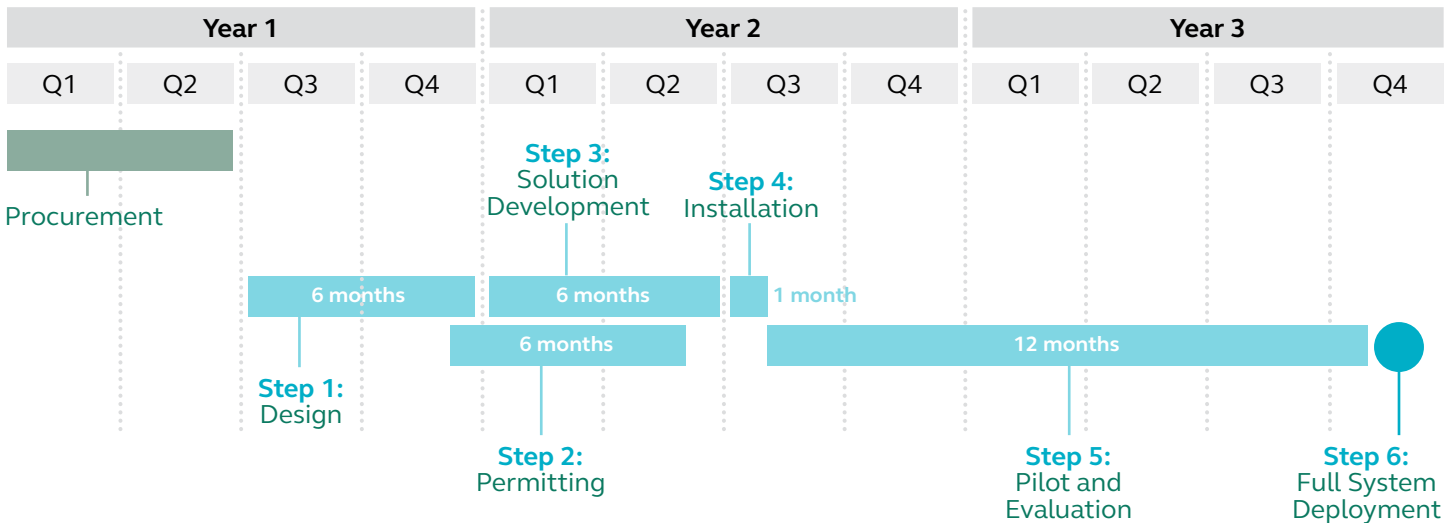 Year 1
Year 2
Year 3
Q1
Q2
Q3
Q4
Q1
Q2
Q3
Q4
Q1
Q2
Q3
Q4
Procurement
Step 3:
Solution
Development
Step 4:
Installation
6 months
6 months
1 month
6 months
12 months
Step 1:
Design
Step 2:
Permitting
Step 5:
Pilot and
Evaluation
Step 6:
Full System
Deployment